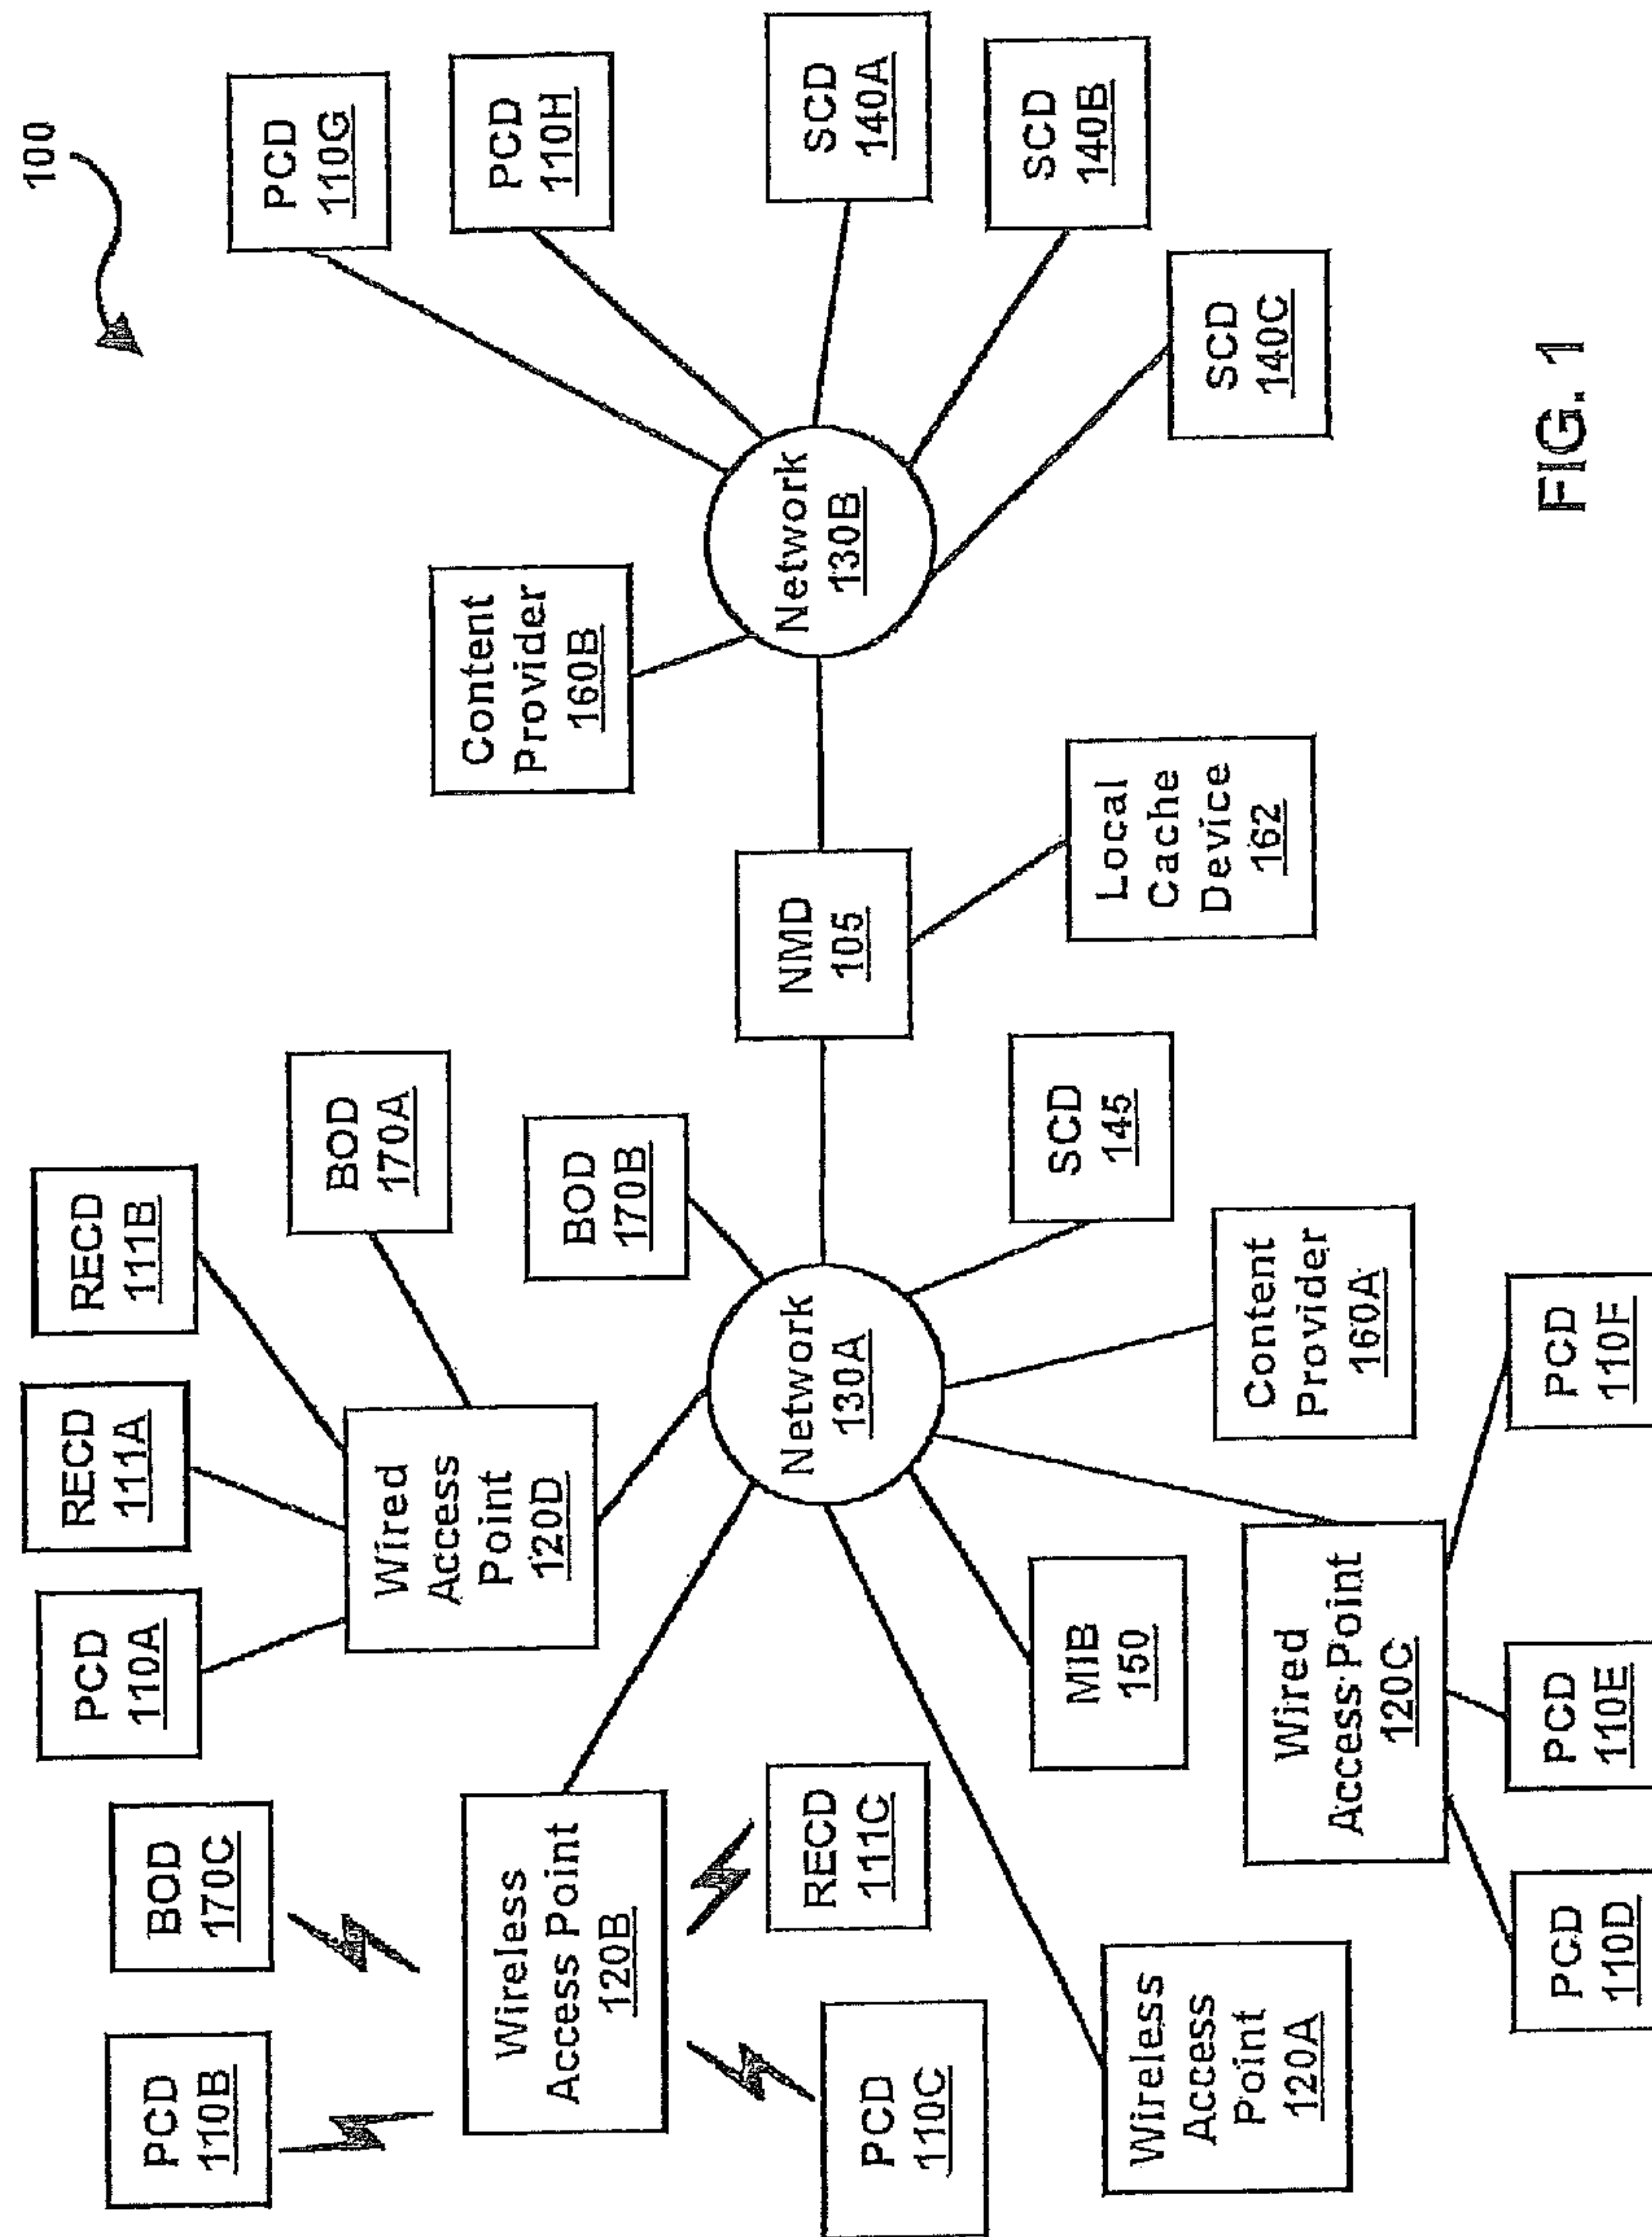 100
PCD
110B
BOD
170C
PCD
110A
RECD
111A
RECD
111B
BOD
170A
PCD
110G
Content
Provider
160B
PCD
110H
Wireless
Access Point
120B
Wired
Access
Point
120D
BOD
170B
PCD
110C
RECD
111C
Network
130A
NMD
105
Network
130B
SCD
140A
Wireless
Access
Point
120A
MIB
150
SCD
145
Local
Cache
Device
162
SCD
140B
Wired
Access Point
120C
Content
Provider
160A
SCD
140C
PCD
110D
PCD
110E
PCD
110F
FIG. 1